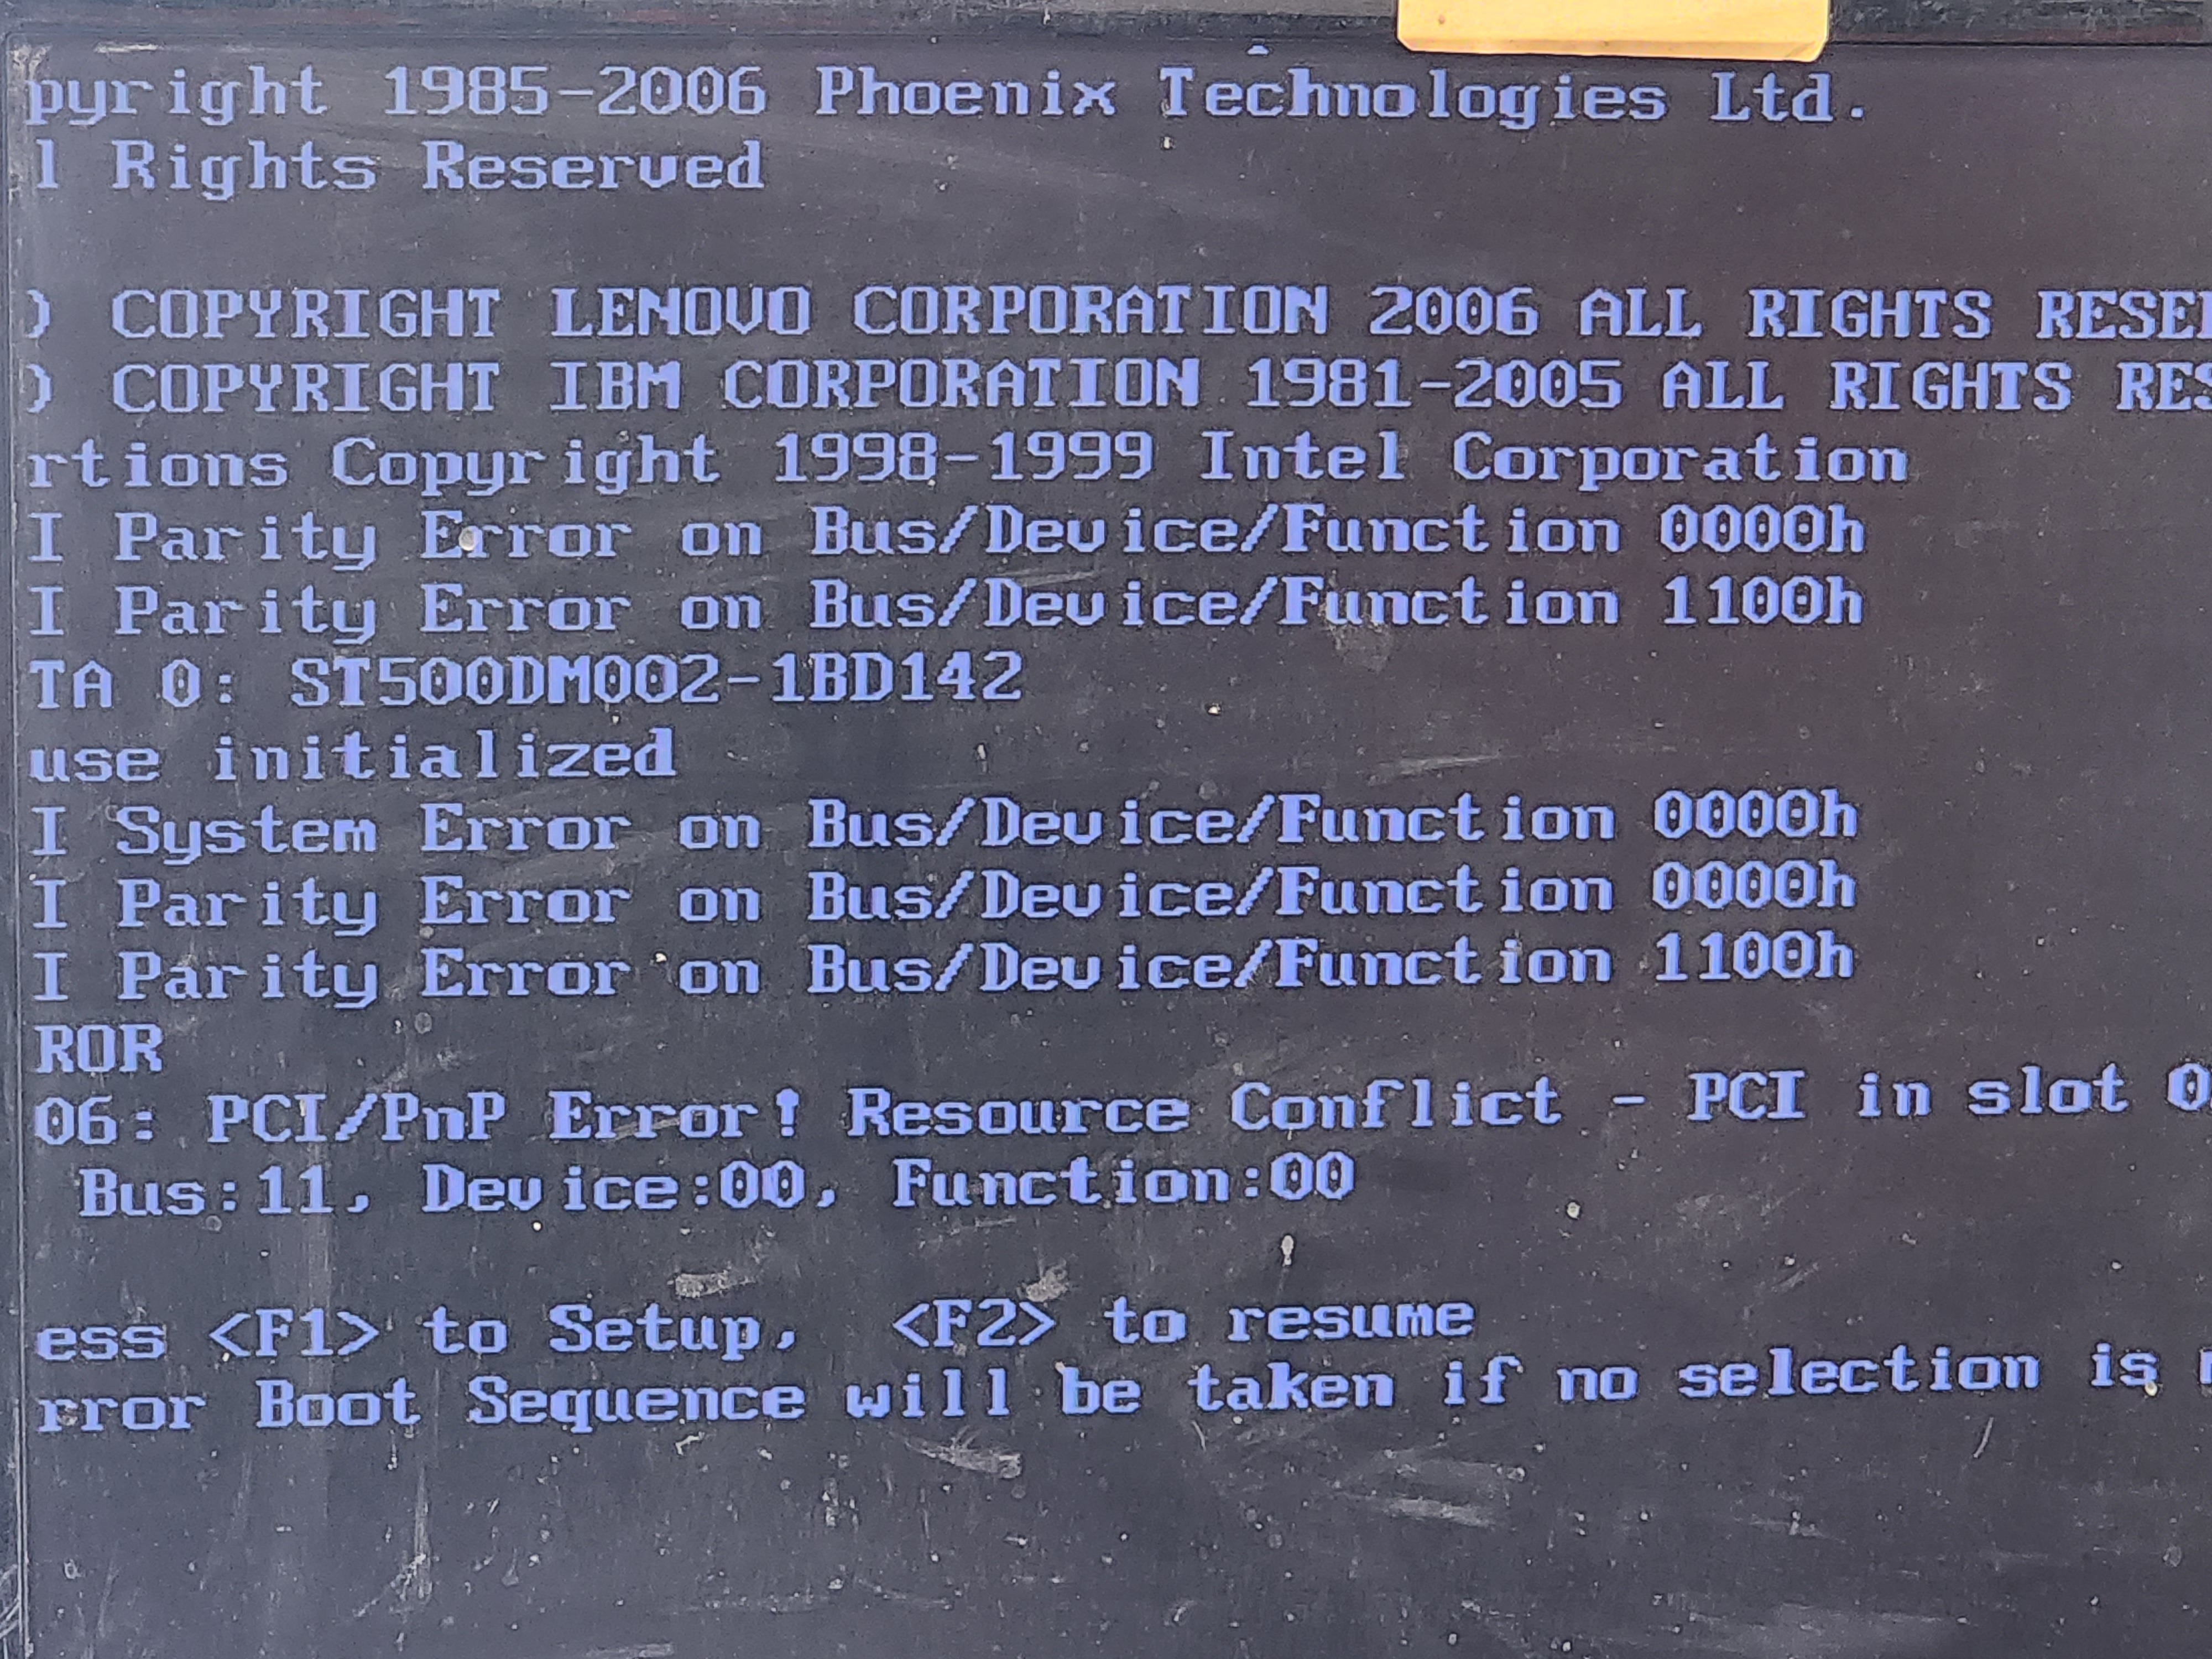 pyright 1985-2006 Phoenix Technologies Ltd.
l Rights Reserved
) COPYRIGHT LENOVO CORPORATION 2006 ALL RIGHTS RESE
) COPYRIGHT IBM CORPORATION 1981-2005 ALL RIGHTS RES
rtions Copyright 1998-1999 Intel Corporation
I Parity Error on Bus/Device/Function 0000h
I Parity Error on Bus/Device/Function 1100h
TA 0: ST500DM002-1BD142
use initialized
I System Error on Bus/Device/Function 0000h
I Parity Error on Bus/Device/Function 0000h
I Parity Error on Bus/Device/Function 1100h
ROR
06: PCI/PnP Error! Resource Conflict - PCI in slot 0
Bus:11, Device:00, Function:00
ess <F1> to Setup, <F2> to resume
rror Boot Sequence will be taken if no selection is